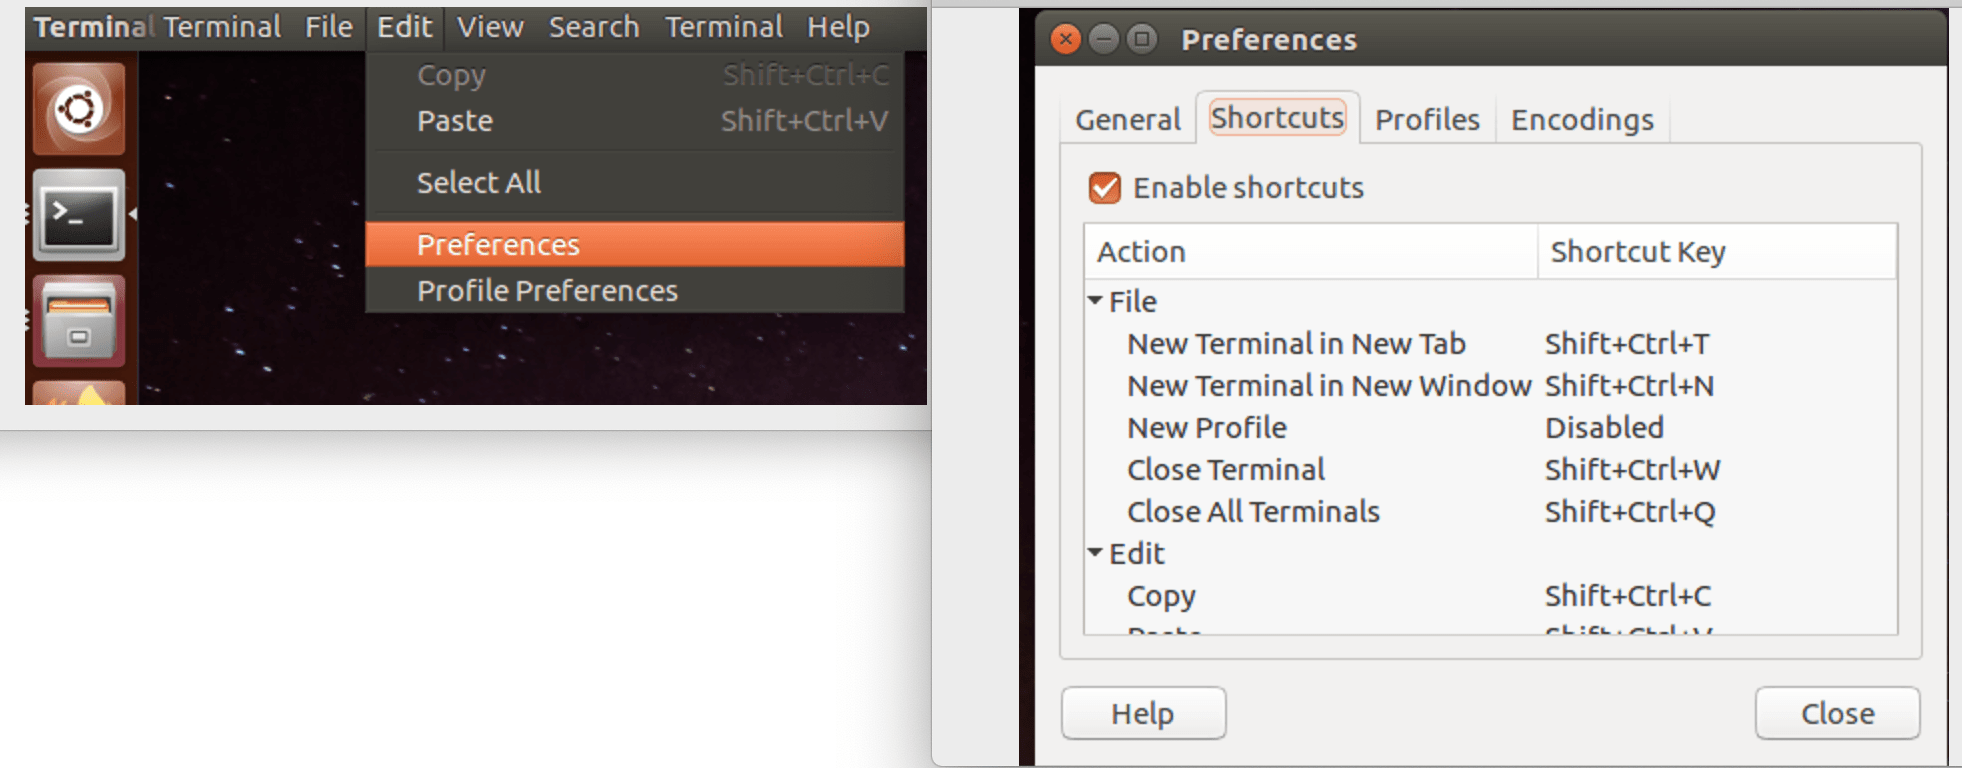 Terminal Terminal File Edit View Search Terminal Help
Copy Shift+Ctrl+C
Paste Shift+Ctrl+V
Select All
Preferences
Profile Preferences
Preferences
General Shortcuts Profiles Encodings
Enable shortcuts
Action Shortcut Key
File
New Terminal in New Tab Shift+Ctrl+T
New Terminal in New Window Shift+Ctrl+N
New Profile Disabled
Close Terminal Shift+Ctrl+W
Close All Terminals Shift+Ctrl+Q
Edit
Copy Shift+Ctrl+C
Paste Shift+Ctrl+V
Help Close